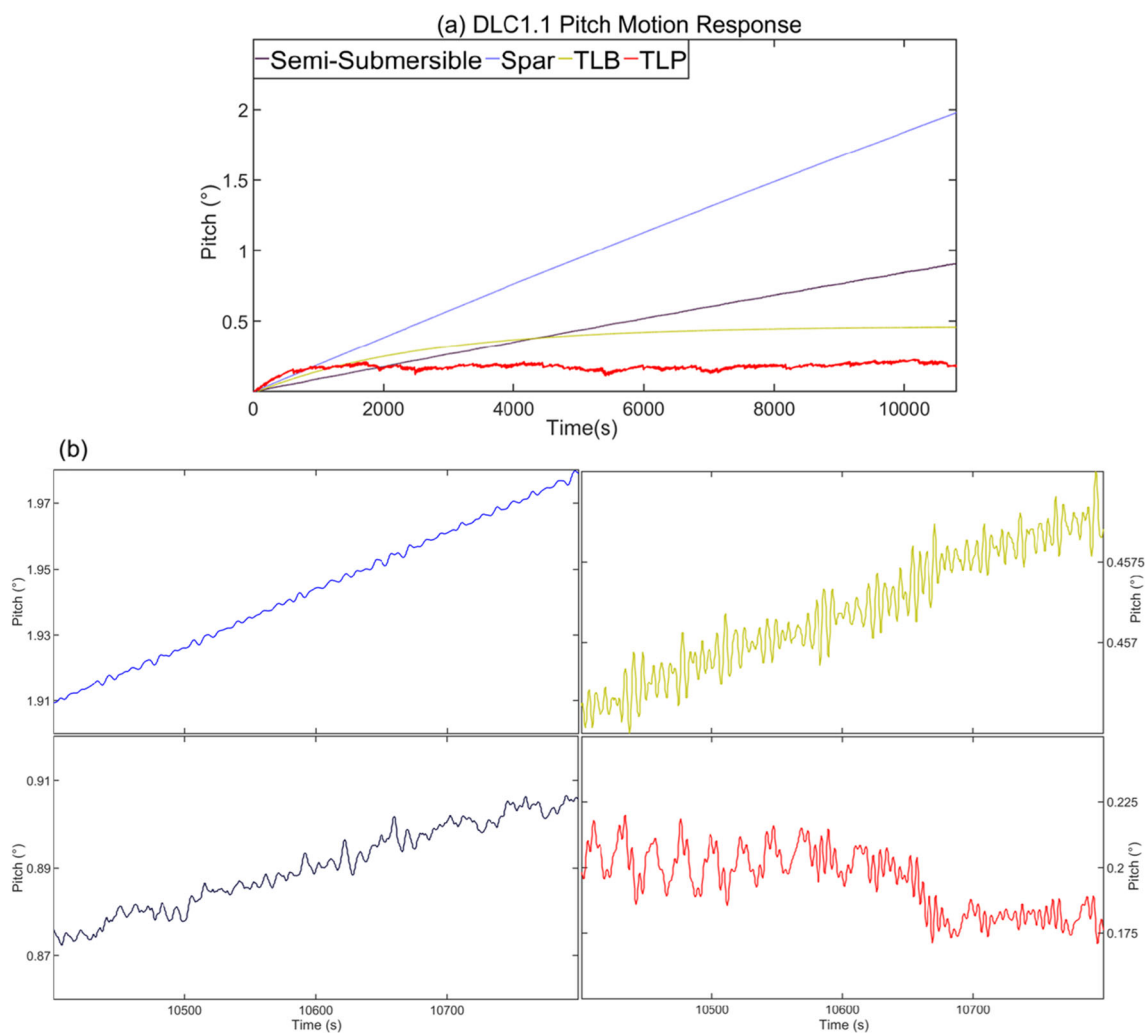 (a) DLC1.1 Pitch Motion Response
Semi-Submersible Spar TLB TLP
2
1.5
1
0.5
Pitch (°)
0 2000 4000 6000 8000 10000
Time(s)
(b)
1.97
1.95
1.93
1.91
Pitch (°)
0.4575
0.457
Pitch (°)
0.91
0.89
0.87
Pitch (°)
10500 10600 10700
Time (s)
0.225
0.2
0.175
Pitch (°)
10500 10600 10700
Time (s)